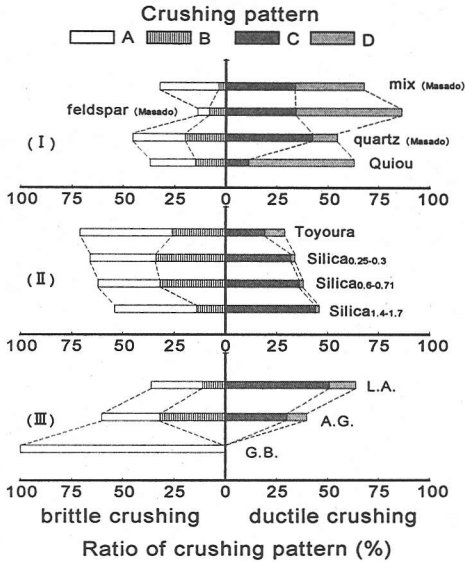 Crushing pattern
A B C D
mix (Masado)
feldspar (Masado)
(I) quartz (Masado)
Quiou
100 75 50 25 0 25 50 75 100
Toyoura
(II) Silica0.25-0.3
Silica0.6-0.71
Silica1.4-1.7
100 75 50 25 0 25 50 75 100
L.A.
(III) A.G.
G.B.
100 75 50 25 0 25 50 75 100
brittle crushing ductile crushing
Ratio of crushing pattern (%)